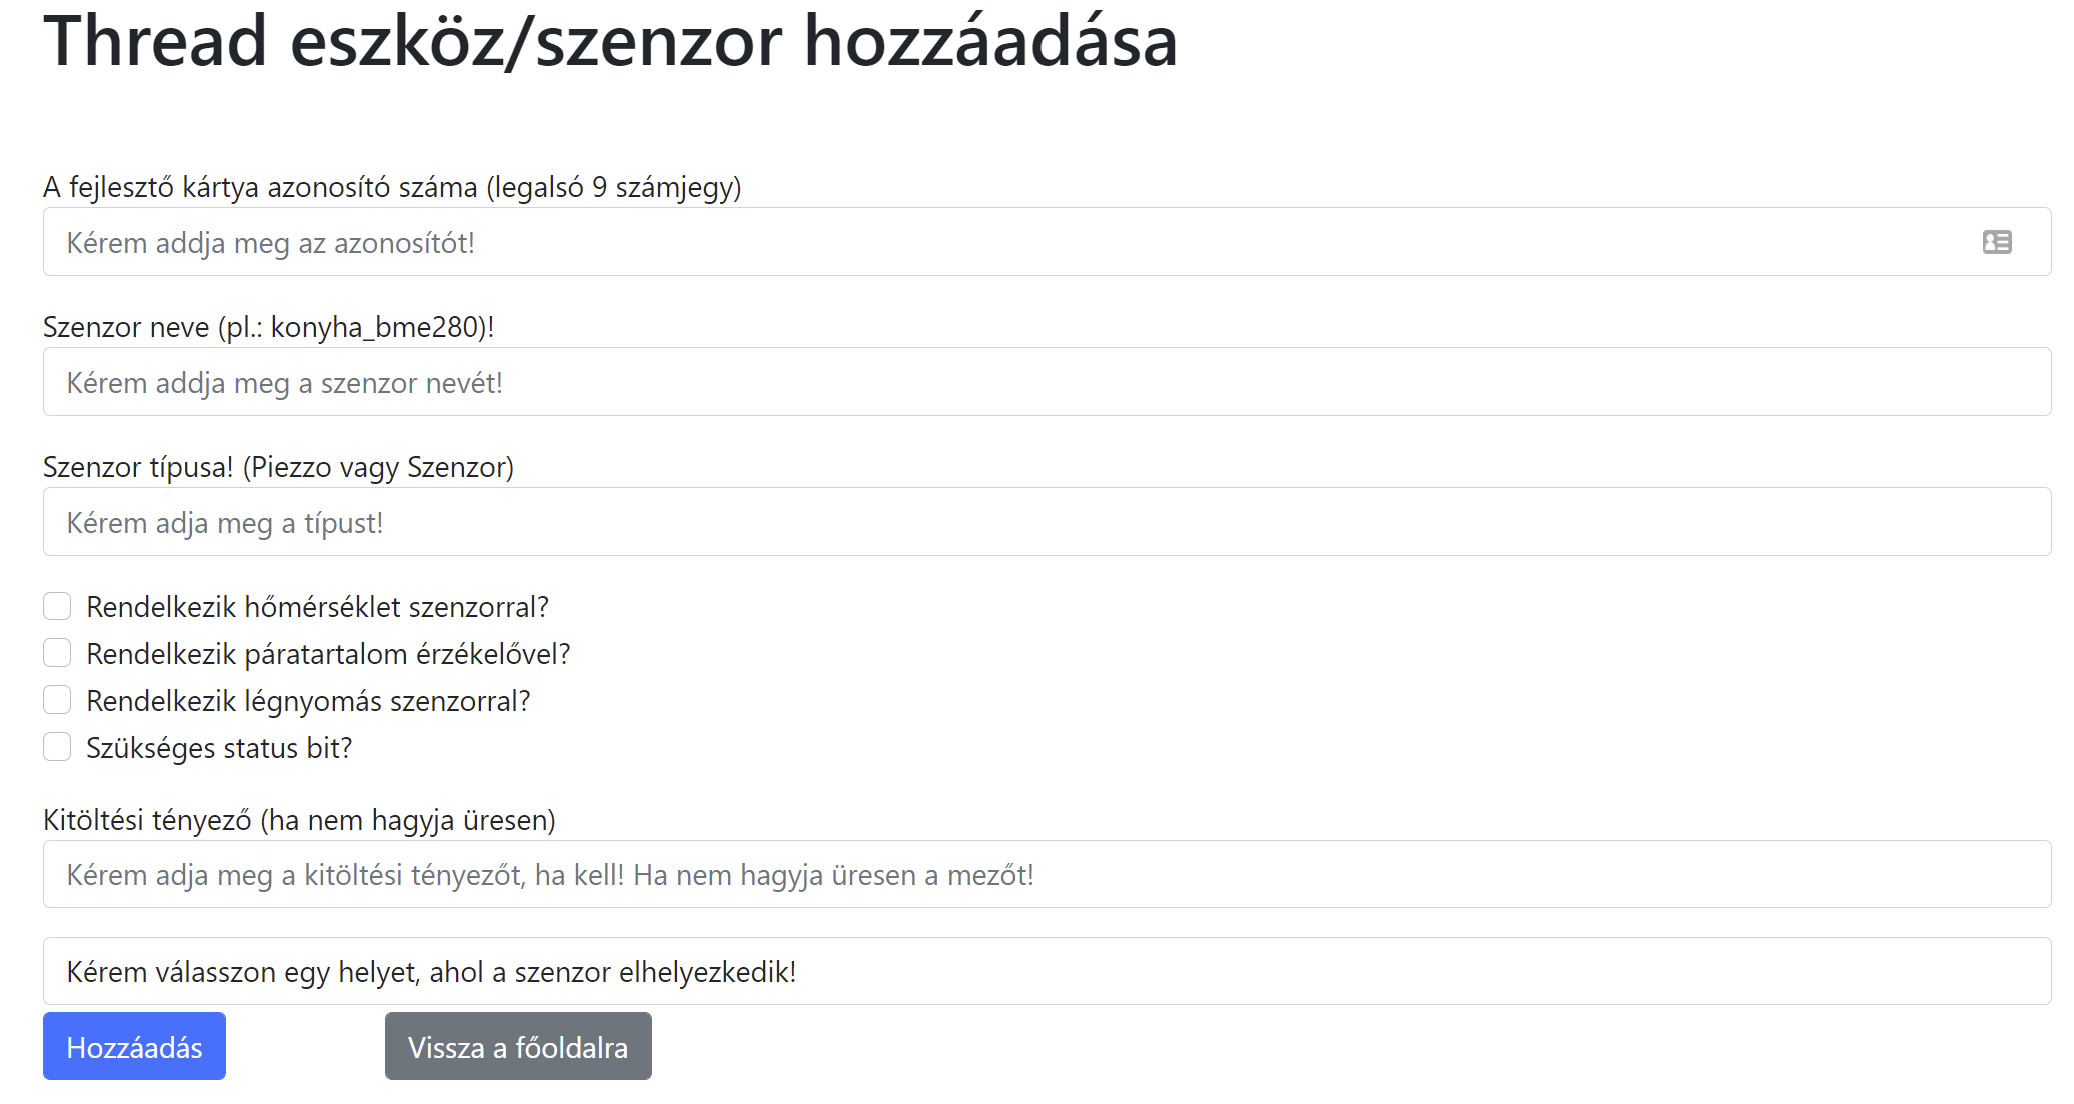 Thread eszköz/szenzor hozzáadása
A fejlesztő kártya azonosító száma (legalsó 9 számjegy)
Kérem addja meg az azonosítót!
Szenzor neve (pl.: konyha_bme280)!
Kérem addja meg a szenzor nevét!
Szenzor típusa! (Piezzo vagy Szenzor)
Kérem adja meg a típust!
Rendelkezik hőmérséklet szenzorral?
Rendelkezik páratartalom érzékelővel?
Rendelkezik légnyomás szenzorral?
Szükséges status bit?
Kitöltési tényező (ha nem hagyja üresen)
Kérem adja meg a kitöltési tényezőt, ha kell! Ha nem hagyja üresen a mezőt!
Kérem válasszon egy helyet, ahol a szenzor elhelyezkedik!
Hozzáadás
Vissza a főoldalra